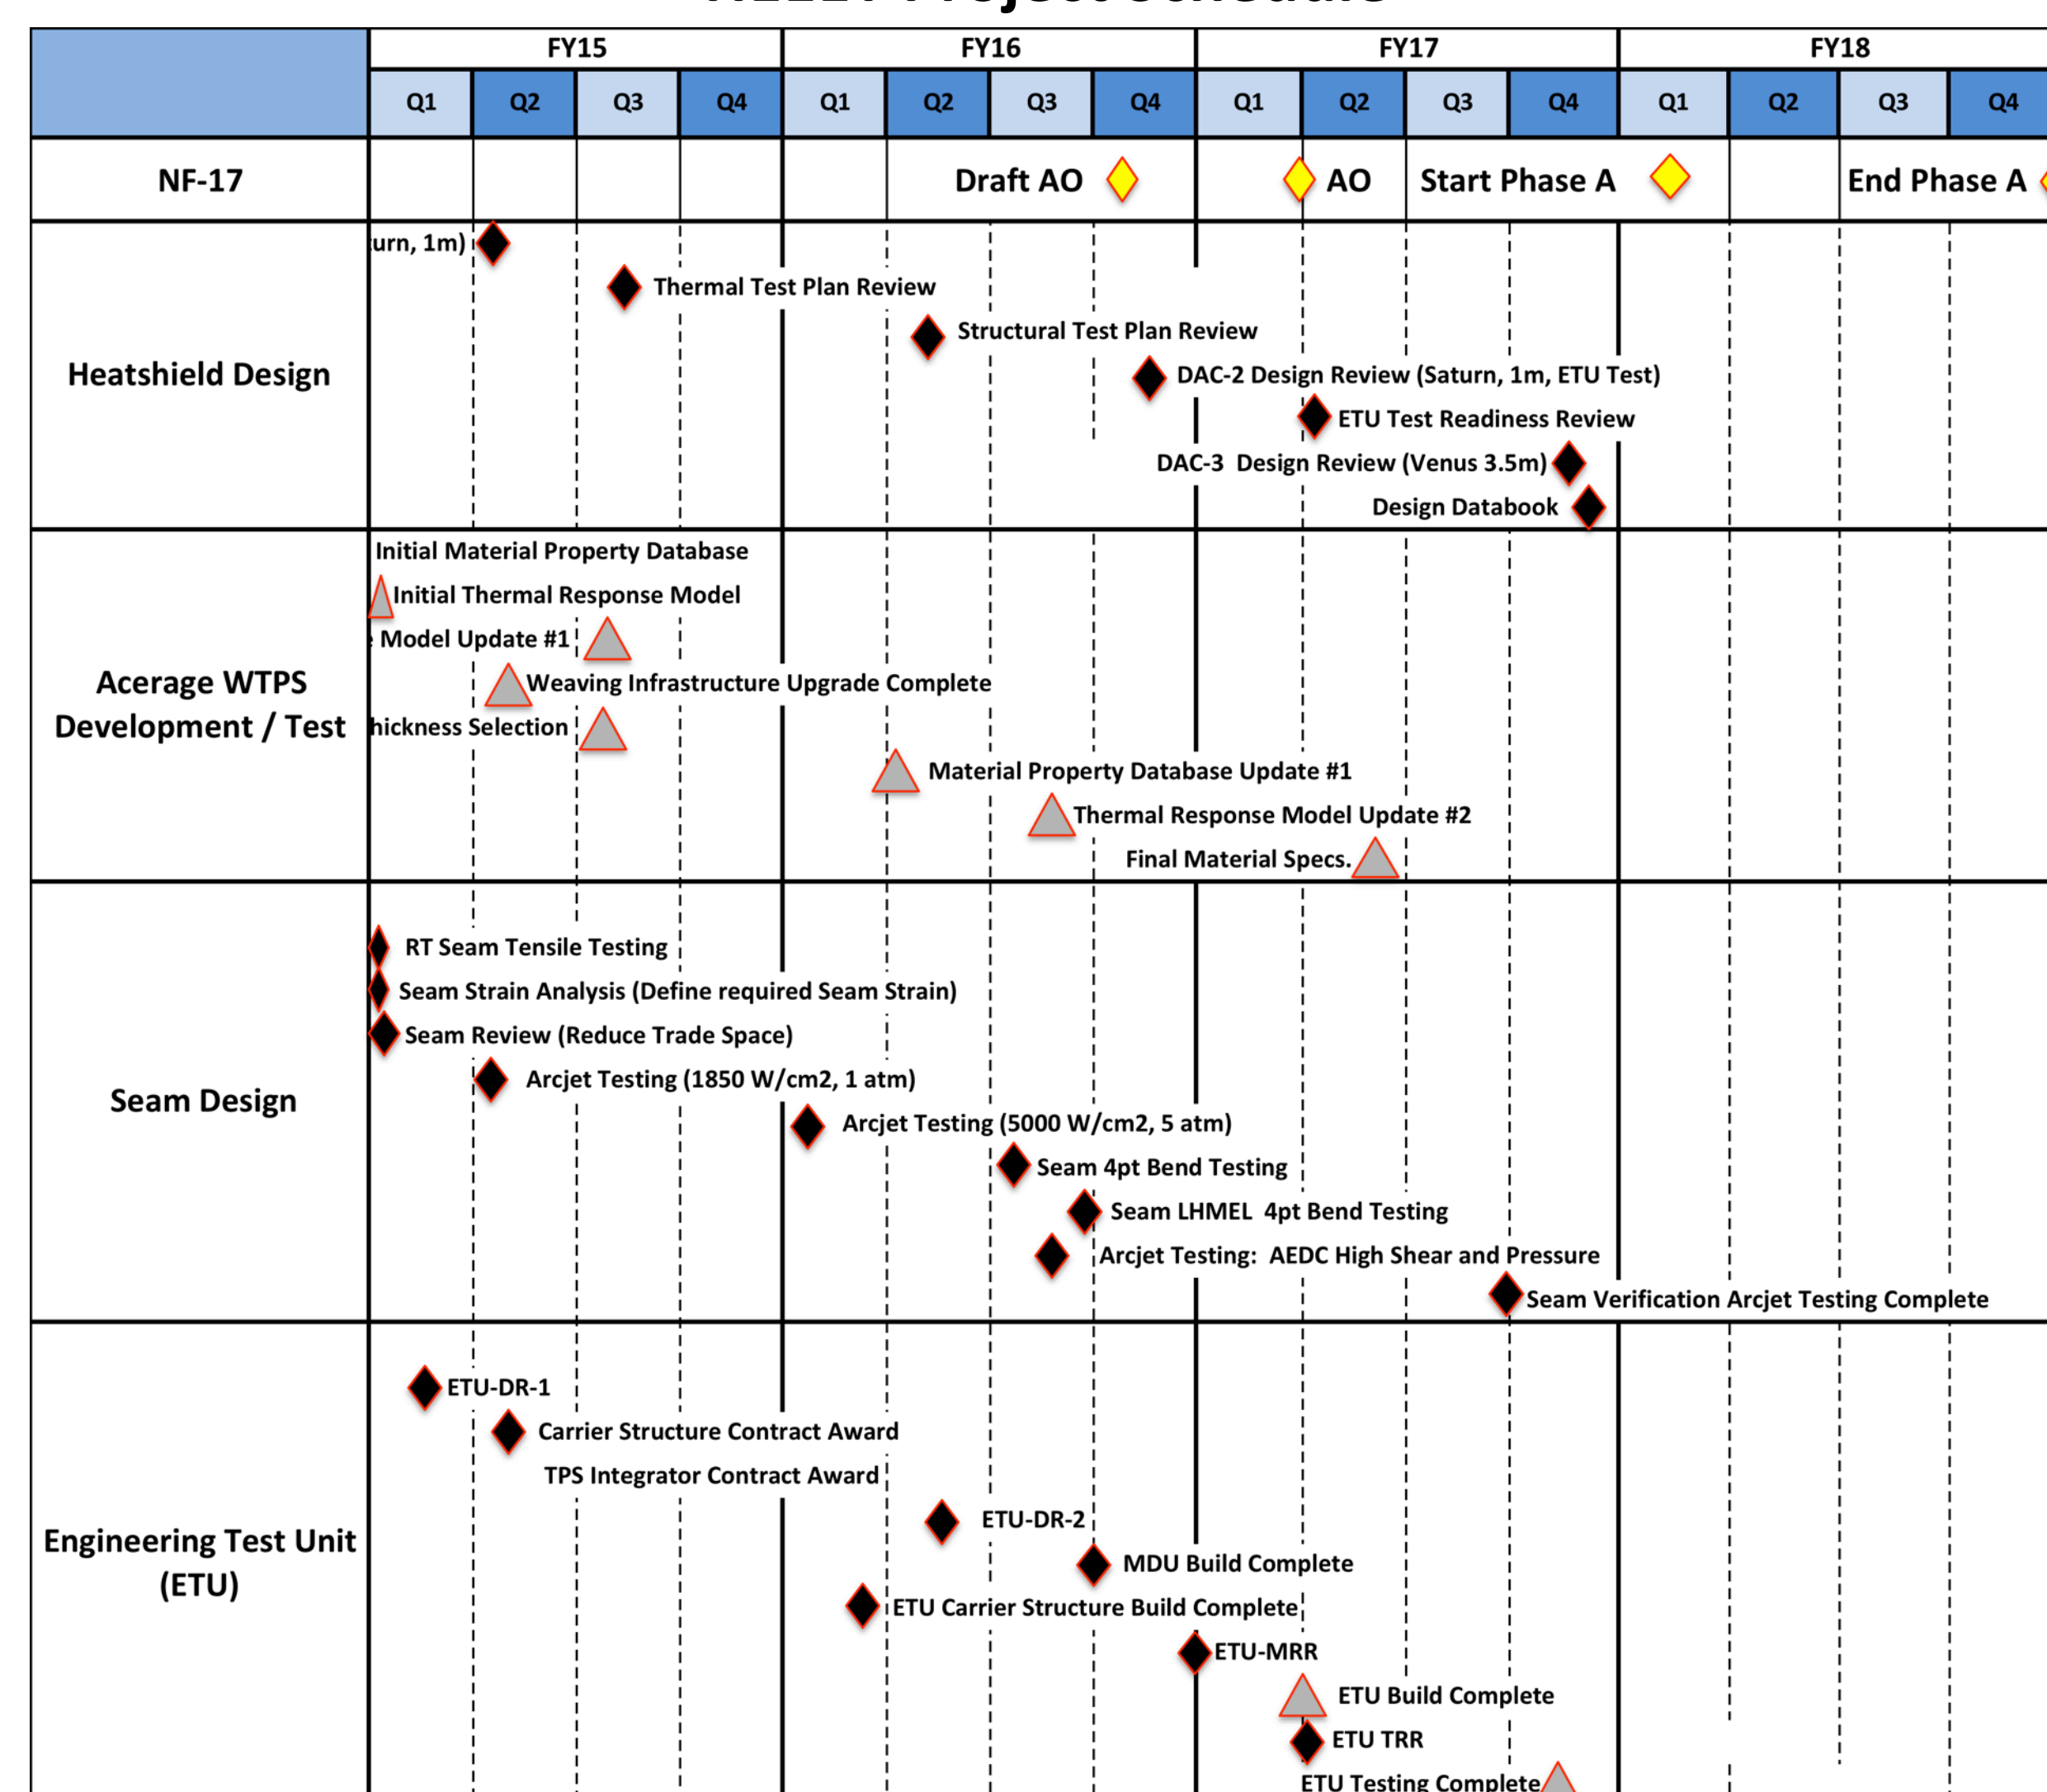 Project Schedule
FY15 FY16 FY17 FY18
Q1 Q2 Q3 Q4 Q1 Q2 Q3 Q4 Q1 Q2 Q3 Q4 Q1 Q2 Q3 Q4
NF-17
Draft AO AO Start Phase A End Phase A
Heatshield Design
urn, 1m)
Thermal Test Plan Review
Structural Test Plan Review
DAC-2 Design Review (Saturn, 1m, ETU Test)
ETU Test Readiness Review
DAC-3 Design Review (Venus 3.5m)
Design Databook
Acerage WTPS
Development / Test
Initial Material Property Database
Initial Thermal Response Model
Model Update #1
Weaving Infrastructure Upgrade Complete
hickness Selection
Material Property Database Update #1
Thermal Response Model Update #2
Final Material Specs.
Seam Design
RT Seam Tensile Testing
Seam Strain Analysis (Define required Seam Strain)
Seam Review (Reduce Trade Space)
Arcjet Testing (1850 W/cm2, 1 atm)
Arcjet Testing (5000 W/cm2, 5 atm)
Seam 4pt Bend Testing
Seam LHMEL 4pt Bend Testing
Arcjet Testing: AEDC High Shear and Pressure
Seam Verification Arcjet Testing Complete
Engineering Test Unit
(ETU)
ETU-DR-1
Carrier Structure Contract Award
TPS Integrator Contract Award
ETU-DR-2
MDU Build Complete
ETU Carrier Structure Build Complete
ETU-MRR
ETU Build Complete
ETU TRR
ETU Testing Complete